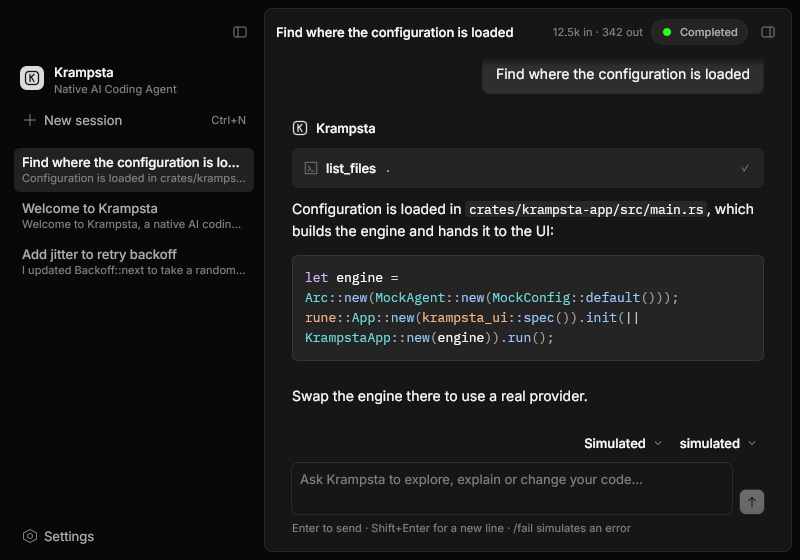 Krampsta
Native AI Coding Agent
New session
Ctrl+N
Find where the configuration is lo...
Configuration is loaded in crates/kramps...
Welcome to Krampsta
Welcome to Krampsta, a native AI codin...
Add jitter to retry backoff
I updated Backoff::next to take a random...
Settings
Find where the configuration is loaded
12.5k in · 342 out
Completed
Find where the configuration is loaded
K Krampsta
list_files .
Configuration is loaded in crates/krampsta-app/src/main.rs, which
builds the engine and hands it to the UI:
let engine =
Arc::new(MockAgent::new(MockConfig::default()));
rune::App::new(krampsta_ui::spec()).init(||
KrampstaApp::new(engine)).run();
Swap the engine there to use a real provider.
Simulated
simulated
Ask Krampsta to explore, explain or change your code...
Enter to send · Shift+Enter for a new line · /fail simulates an error